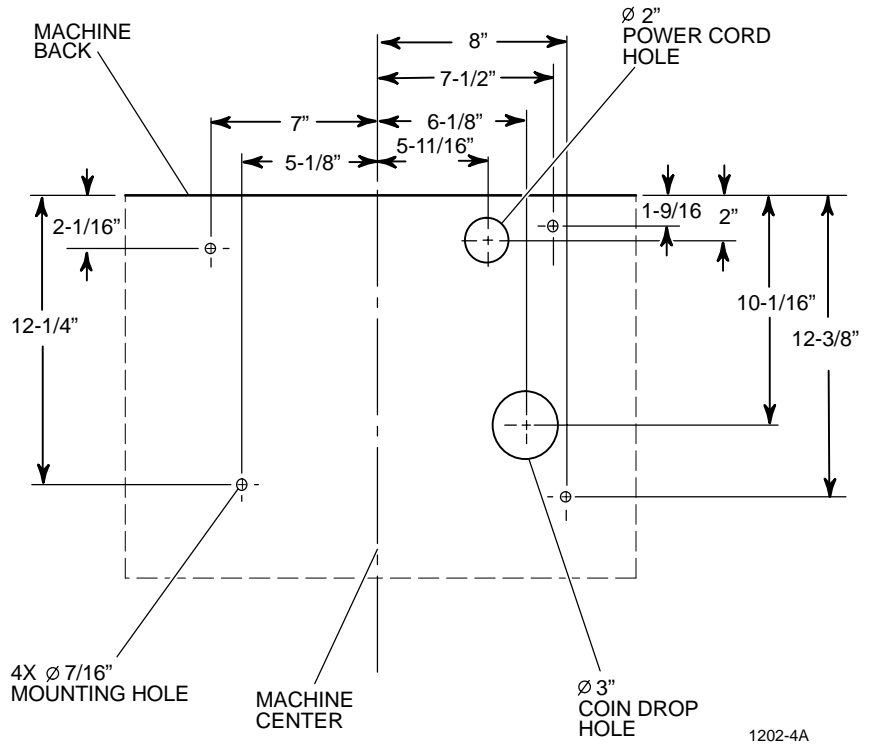 MACHINE
BACK
8”
Ø 2”
POWER CORD
HOLE
7-1/2”
7”
6-1/8”
5-1/8”
5-11/16”
2-1/16”
1-9/16
2”
12-1/4”
10-1/16”
12-3/8”
4X Ø 7/16”
MOUNTING HOLE
MACHINE
CENTER
Ø 3”
COIN DROP
HOLE
1202-4A